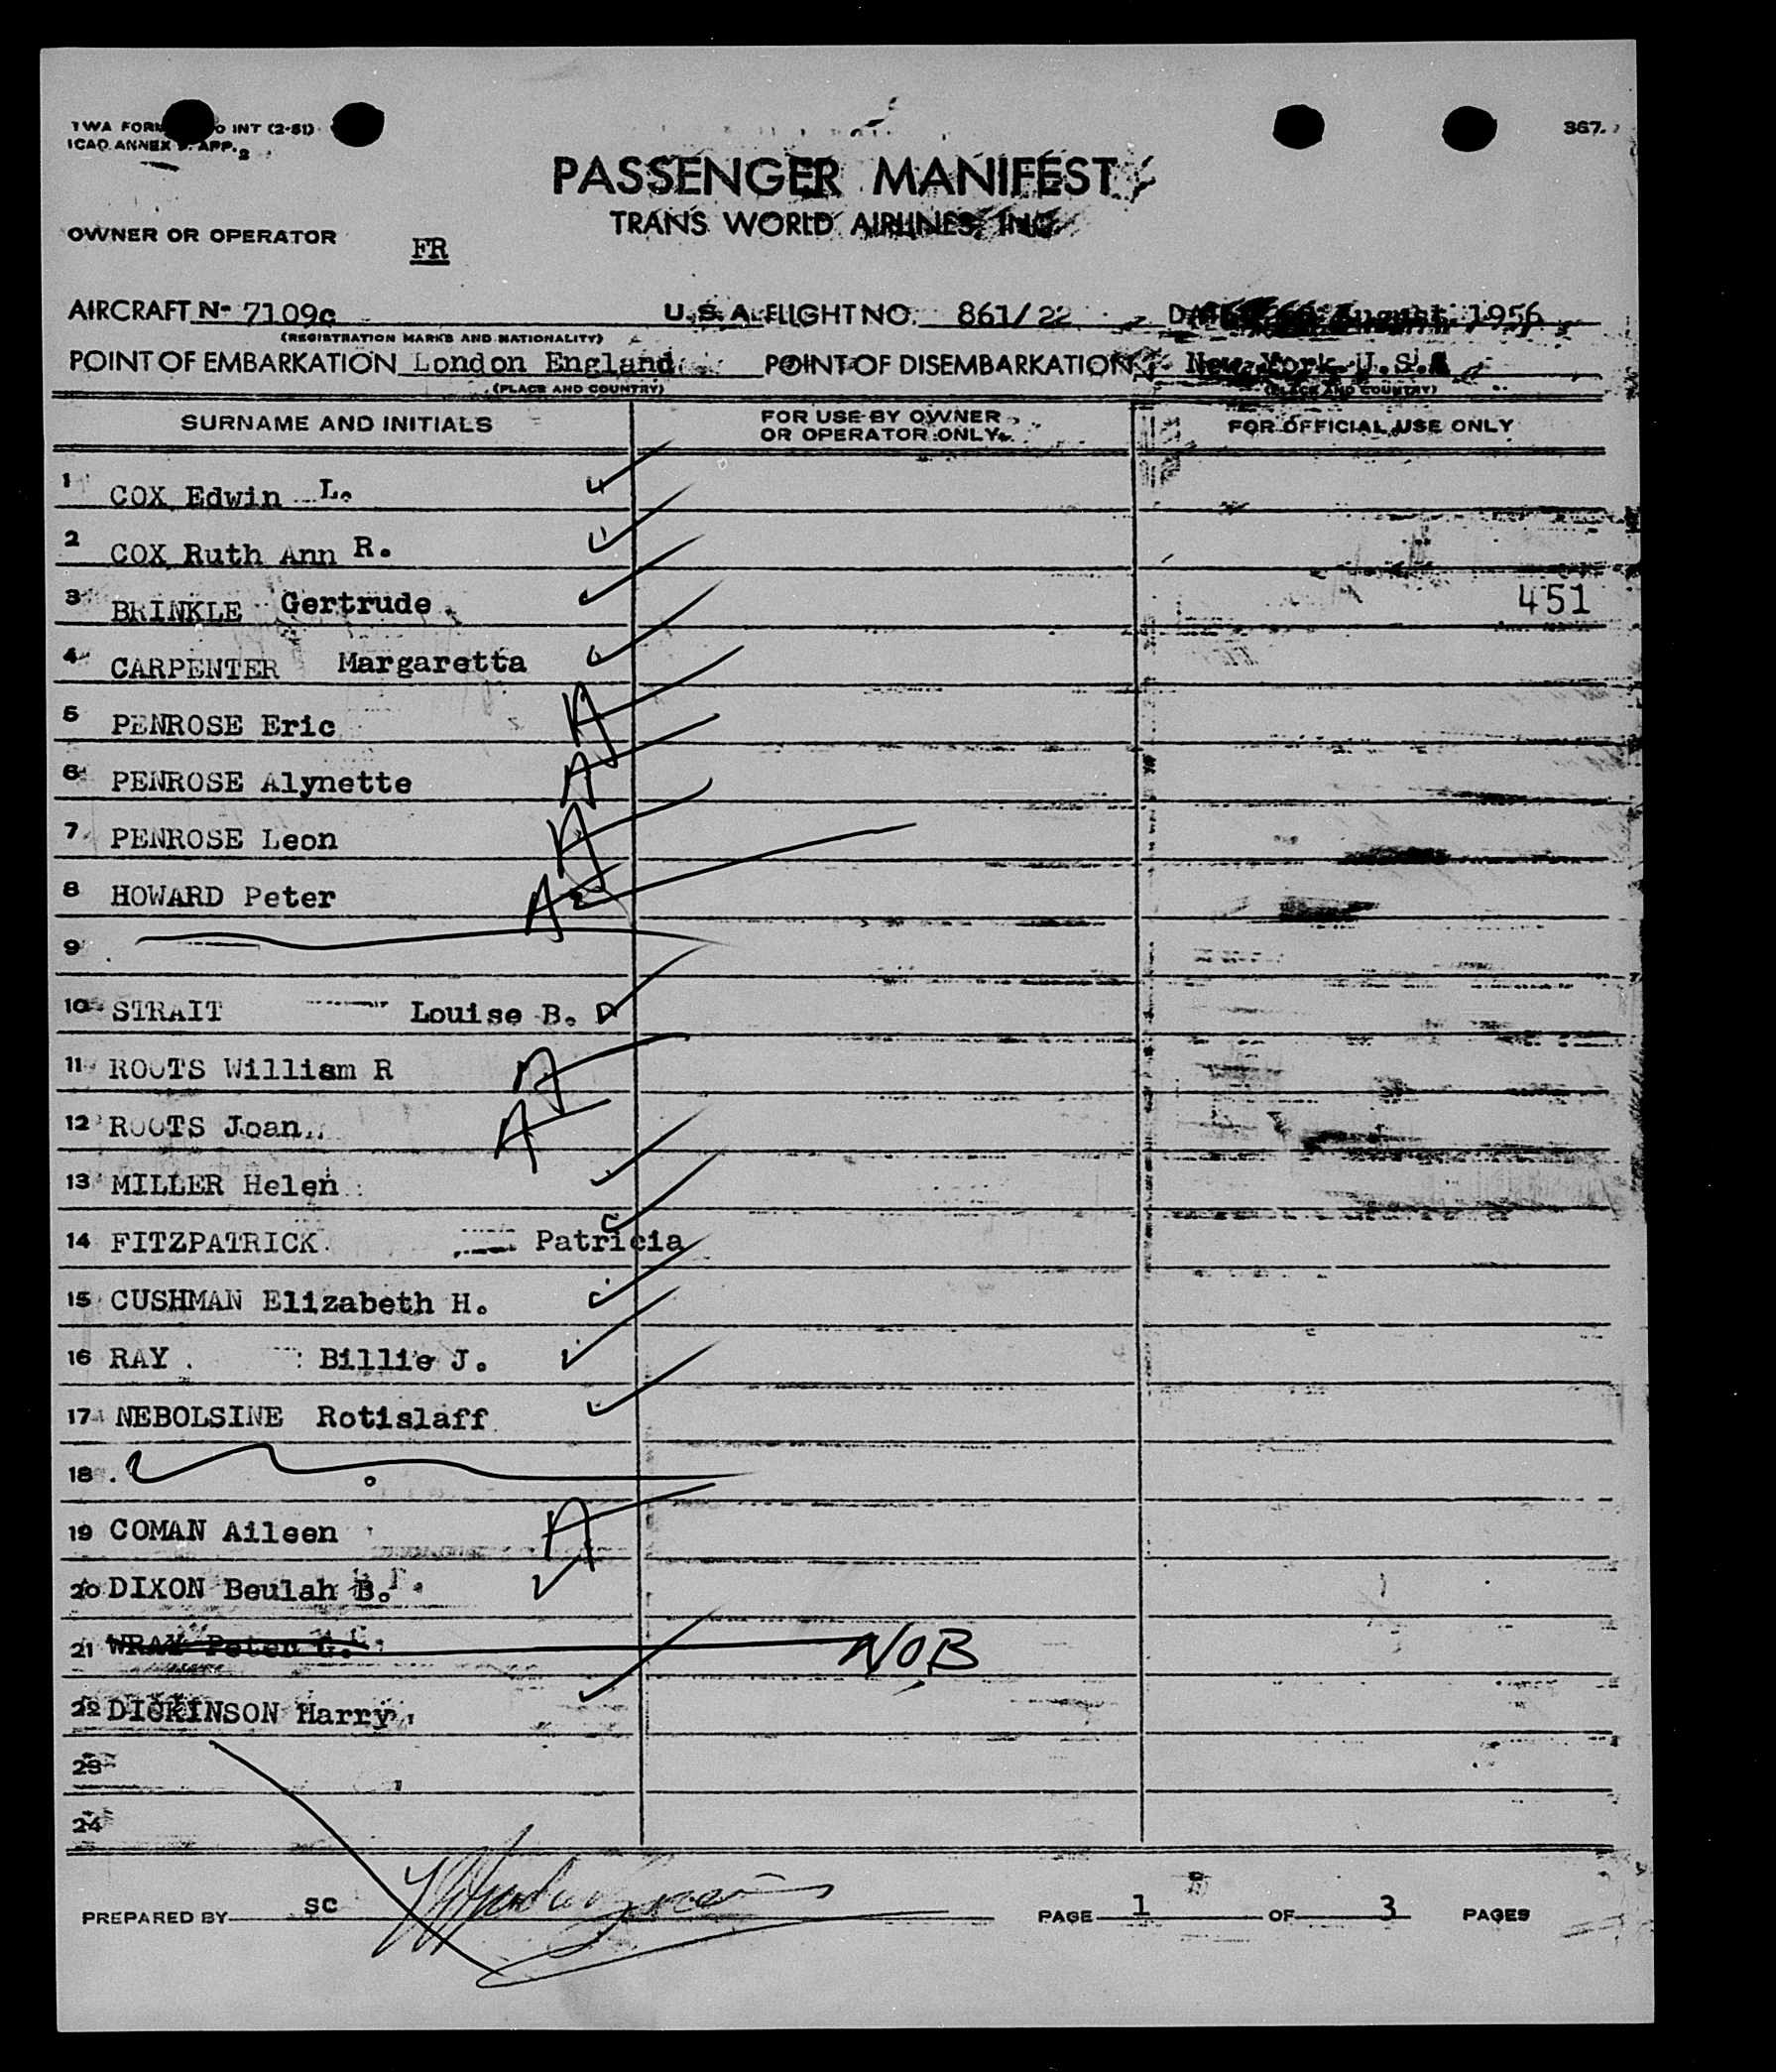 TWA FORM O INT (2-51)
ICAO ANNEX 9. APP. 2
367.
PASSENGER MANIFEST
TRANS WORLD AIRLINES, INC.
OWNER OR OPERATOR FR
AIRCRAFT No 7109c U.S.A. FLIGHT NO. 861/22 August 1956
(REGISTRATION MARKS AND NATIONALITY)
POINT OF EMBARKATION London England POINT OF DISEMBARKATION New York U.S.A
(PLACE AND COUNTRY) (PLACE AND COUNTRY)
SURNAME AND INITIALS FOR USE BY OWNER OR OPERATOR ONLY FOR OFFICIAL USE ONLY
1 COX Edwin L.
2 COX Ruth Ann R.
3 BRINKLE Gertrude 451
4 CARPENTER Margaretta
5 PENROSE Eric A
6 PENROSE Alynette A
7 PENROSE Leon A
8 HOWARD Peter A
9
10 STRAIT Louise B.
11 ROOTS William R A
12 ROOTS Joan A
13 MILLER Helen
14 FITZPATRICK Patricia
15 CUSHMAN Elizabeth H.
16 RAY Billie J.
17 NEBOLSINE Rotislaff
18
19 COMAN Aileen A
20 DIXON Beulah B.
21 WRAY Peter G. NOB
22 DICKINSON Harry
23
24
PREPARED BY SC PAGE 1 OF 3 PAGES